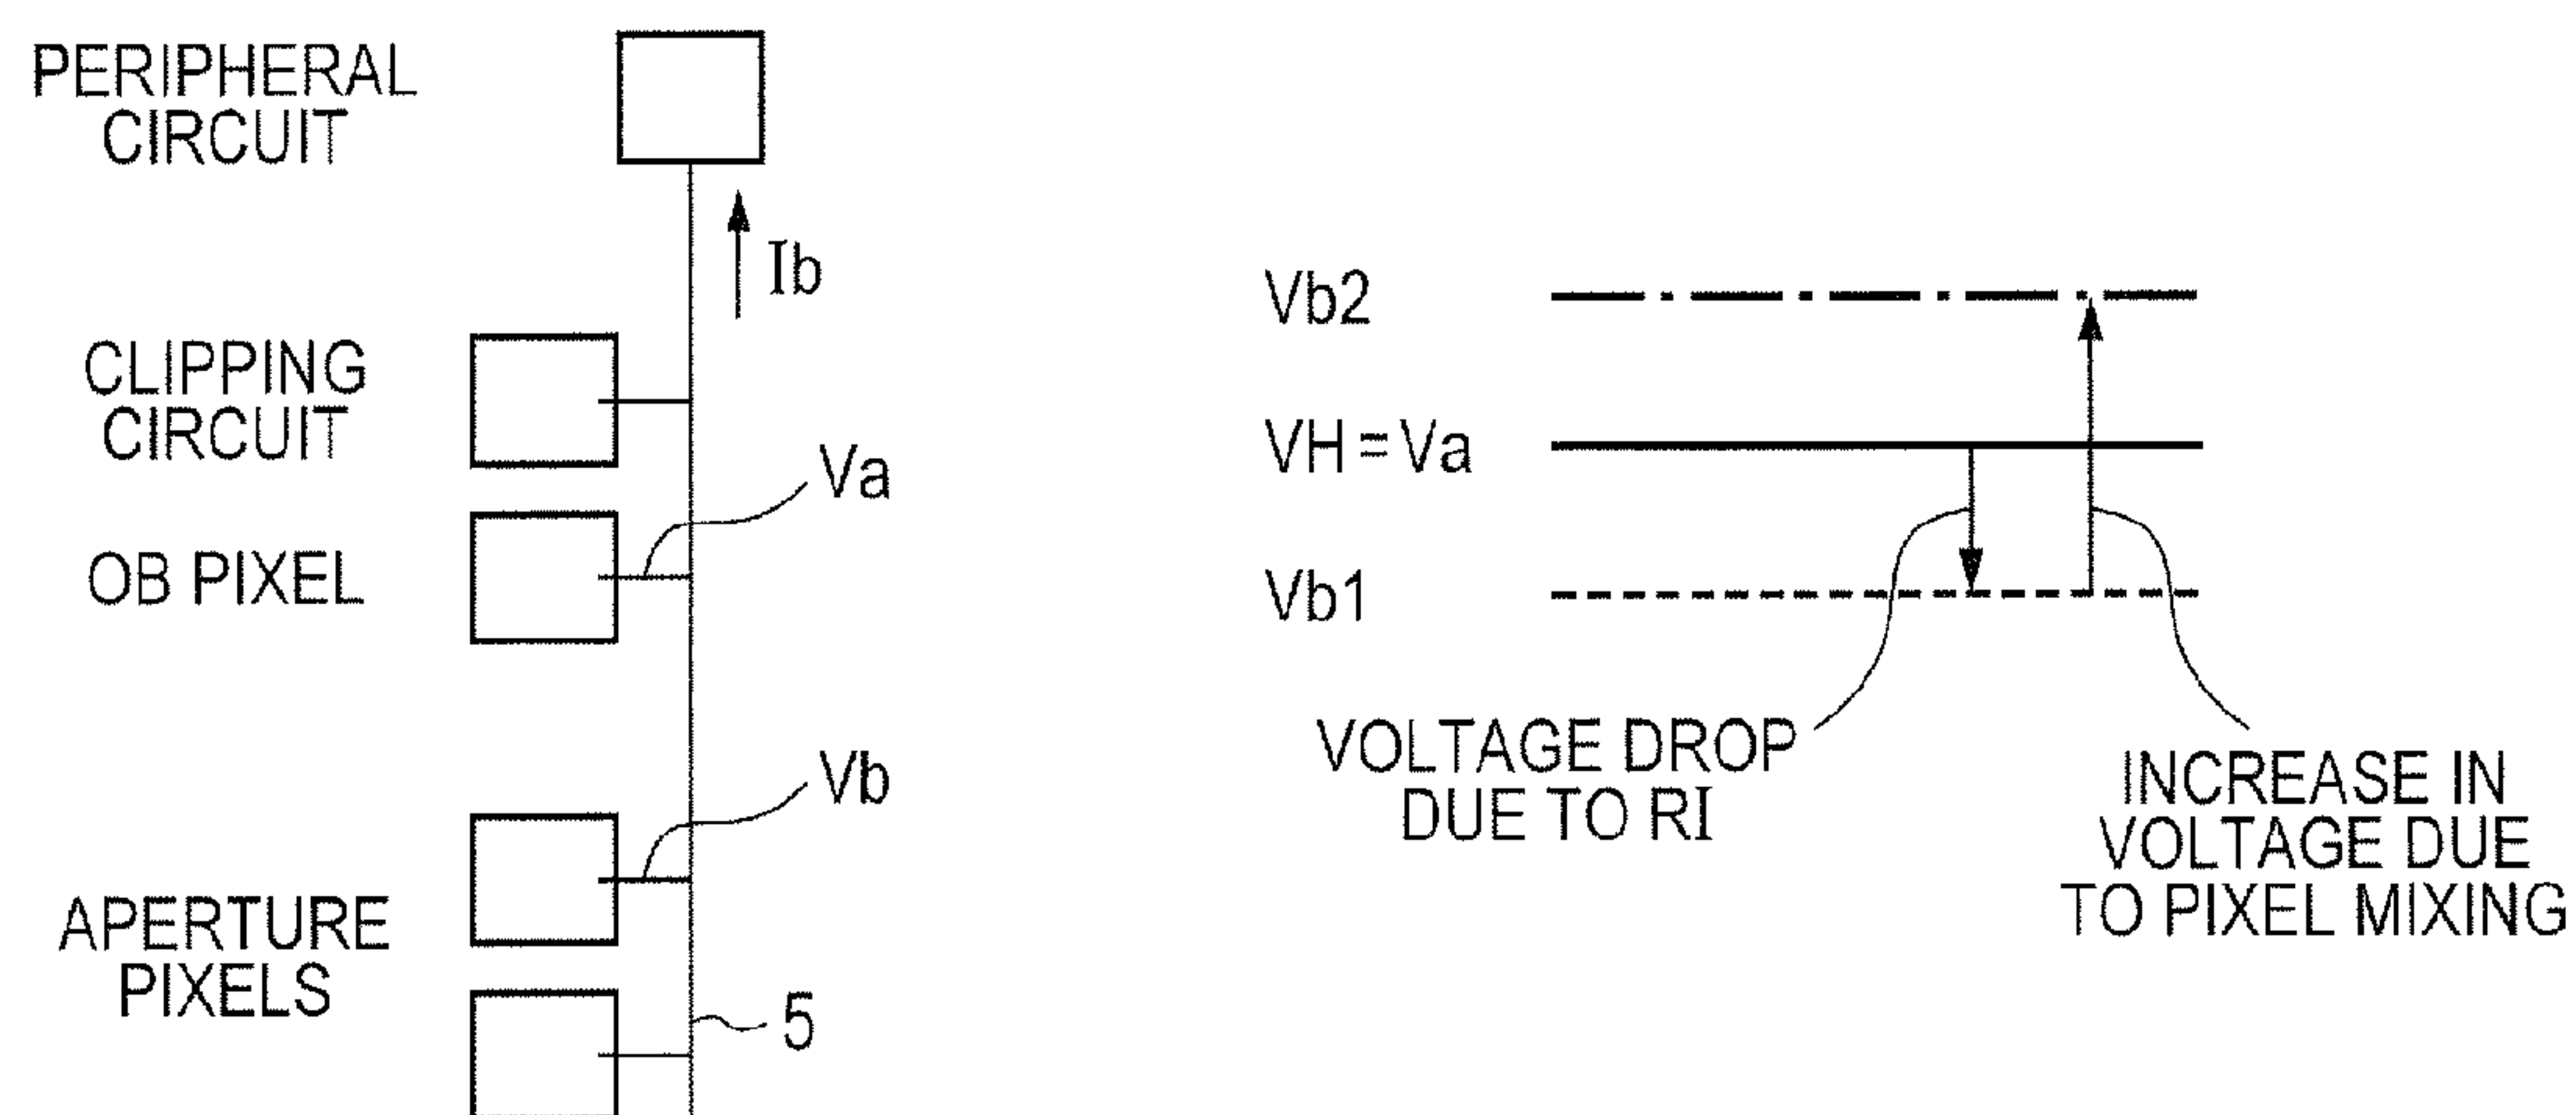 PERIPHERAL
CIRCUIT
Ib
CLIPPING
CIRCUIT
Va
OB PIXEL
Vb
APERTURE
PIXELS
5
Vb2
VH = Va
Vb1
VOLTAGE DROP
DUE TO RI
INCREASE IN
VOLTAGE DUE
TO PIXEL MIXING